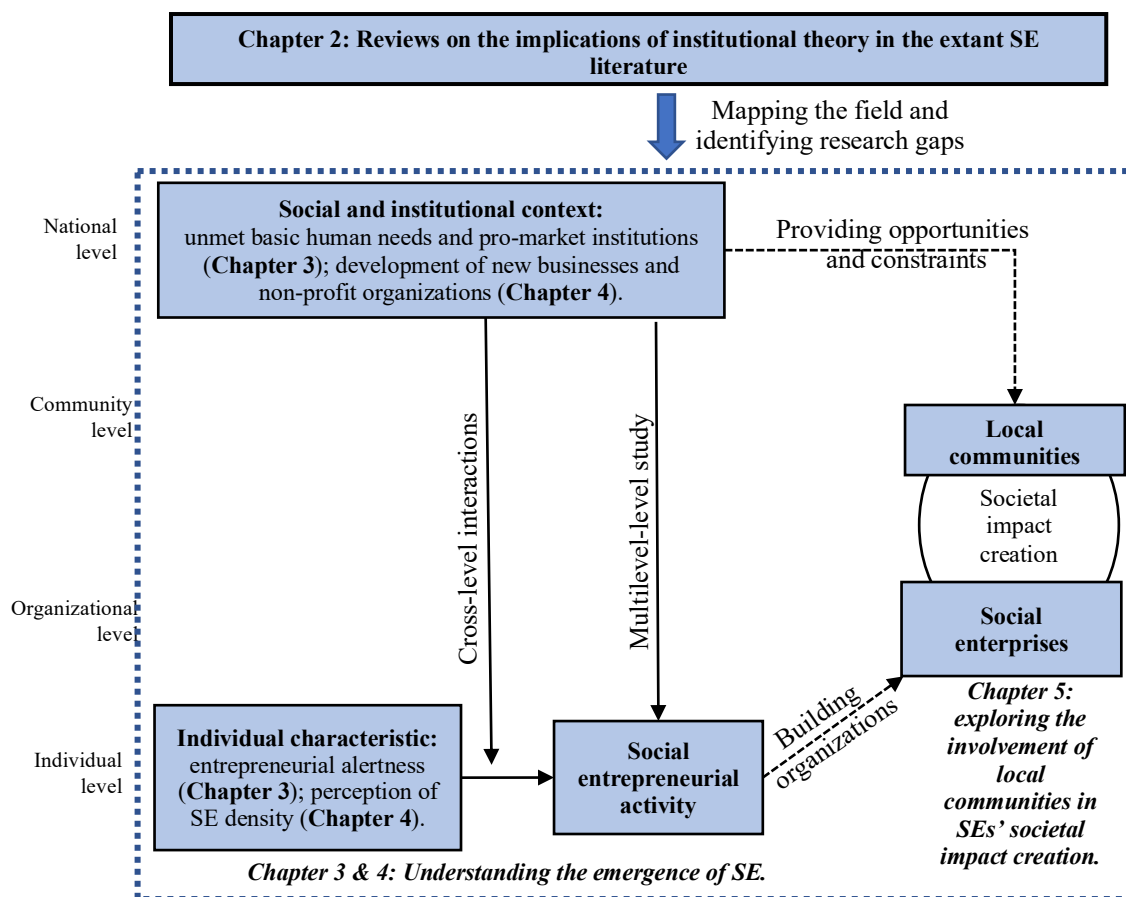 Chapter 2: Reviews on the implications of institutional theory in the extant SE
literature
Mapping the field and
identifying research gaps
National
level
Social and institutional context:
unmet basic human needs and pro-market institutions
(Chapter 3); development of new businesses and
non-profit organizations (Chapter 4).
Providing opportunities
and constraints
Community
level
Cross-level interactions
Multilevel-level study
Local
communities
Societal
impact
creation
Organizational
level
Social
enterprises
Building
organizations
Individual
level
Individual characteristic:
entrepreneurial alertness
(Chapter 3); perception of
SE density (Chapter 4).
Social
entrepreneurial
activity
Chapter 5:
exploring the
involvement of
local
communities in
SEs’ societal
impact creation.
Chapter 3 & 4: Understanding the emergence of SE.